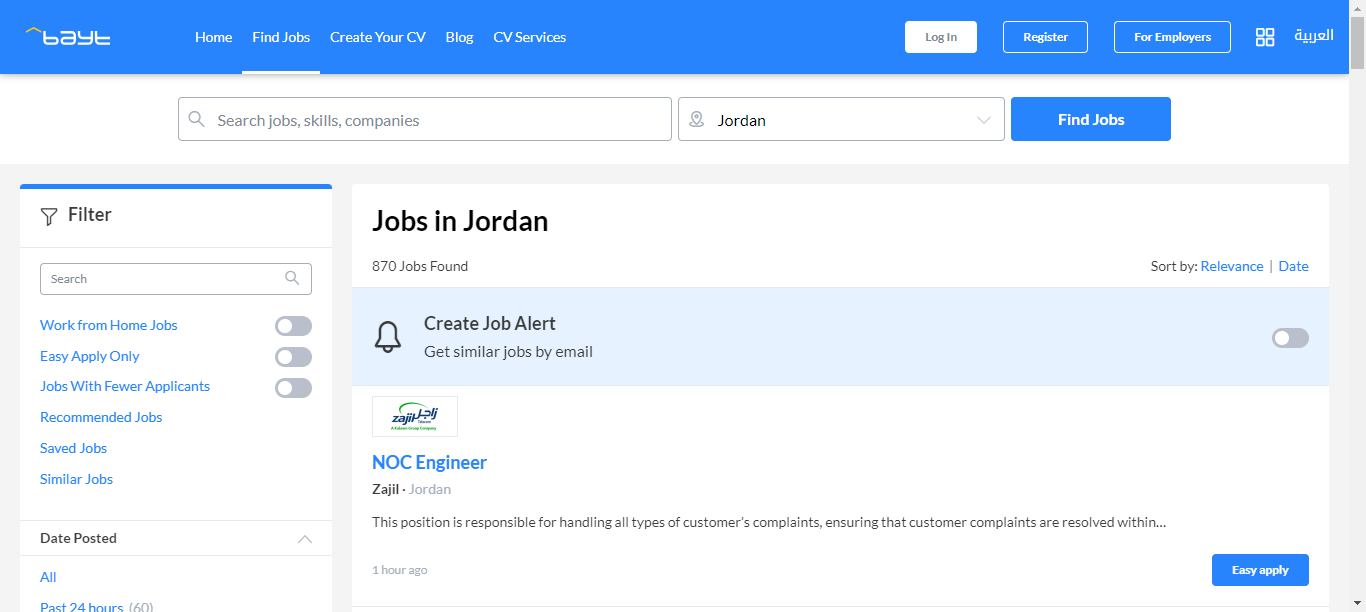 bayt
Home Find Jobs Create Your CV Blog CV Services Log In Register For Employers العربية
Search jobs, skills, companies Jordan Find Jobs
Filter
Search
Work from Home Jobs
Easy Apply Only
Jobs With Fewer Applicants
Recommended Jobs
Saved Jobs
Similar Jobs
Date Posted
All
Past 24 hours (60)
Jobs in Jordan
870 Jobs Found Sort by: Relevance | Date
Create Job Alert
Get similar jobs by email
zajil زاجل
Telecom
A Kalaam Group Company
NOC Engineer
Zajil · Jordan
This position is responsible for handling all types of customer's complaints, ensuring that customer complaints are resolved within...
1 hour ago Easy apply